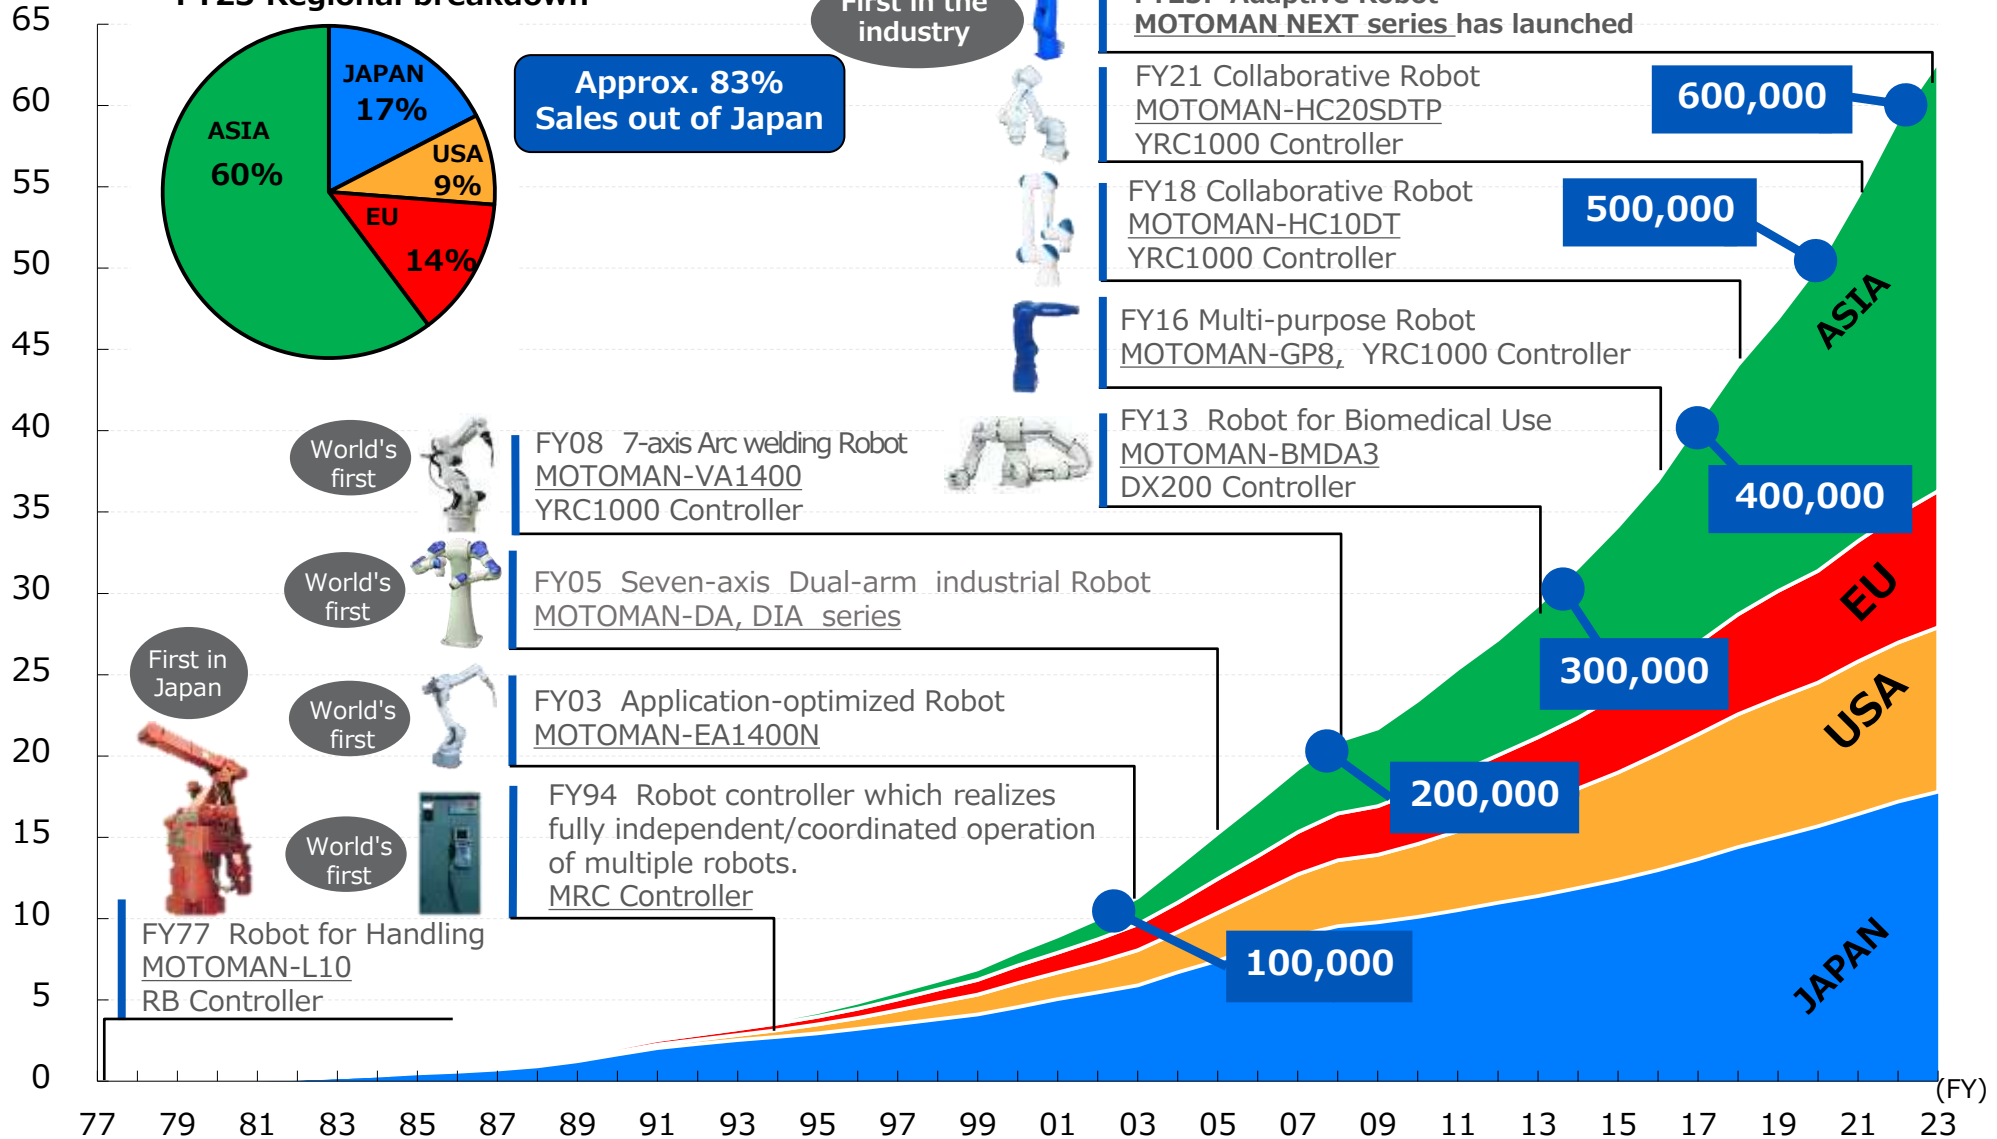 FY23 Regional breakdown
JAPAN
17%
USA
9%
EU
14%
ASIA
60%
Approx. 83%
Sales out of Japan
First in the
industry
FY23. Adaptive Robot
MOTOMAN NEXT series has launched
FY21 Collaborative Robot
MOTOMAN-HC20SDTP
YRC1000 Controller
FY18 Collaborative Robot
MOTOMAN-HC10DT
YRC1000 Controller
FY16 Multi-purpose Robot
MOTOMAN-GP8, YRC1000 Controller
FY13 Robot for Biomedical Use
MOTOMAN-BMDA3
DX200 Controller
World's
first
FY08 7-axis Arc welding Robot
MOTOMAN-VA1400
YRC1000 Controller
World's
first
FY05 Seven-axis Dual-arm industrial Robot
MOTOMAN-DA, DIA series
World's
first
FY03 Application-optimized Robot
MOTOMAN-EA1400N
World's
first
FY94 Robot controller which realizes
fully independent/coordinated operation
of multiple robots.
MRC Controller
First in
Japan
FY77 Robot for Handling
MOTOMAN-L10
RB Controller
600,000
500,000
400,000
300,000
200,000
100,000
ASIA
EU
USA
JAPAN
65
60
55
50
45
40
35
30
25
20
15
10
5
0
77 79 81 83 85 87 89 91 93 95 97 99 01 03 05 07 09 11 13 15 17 19 21 23
(FY)